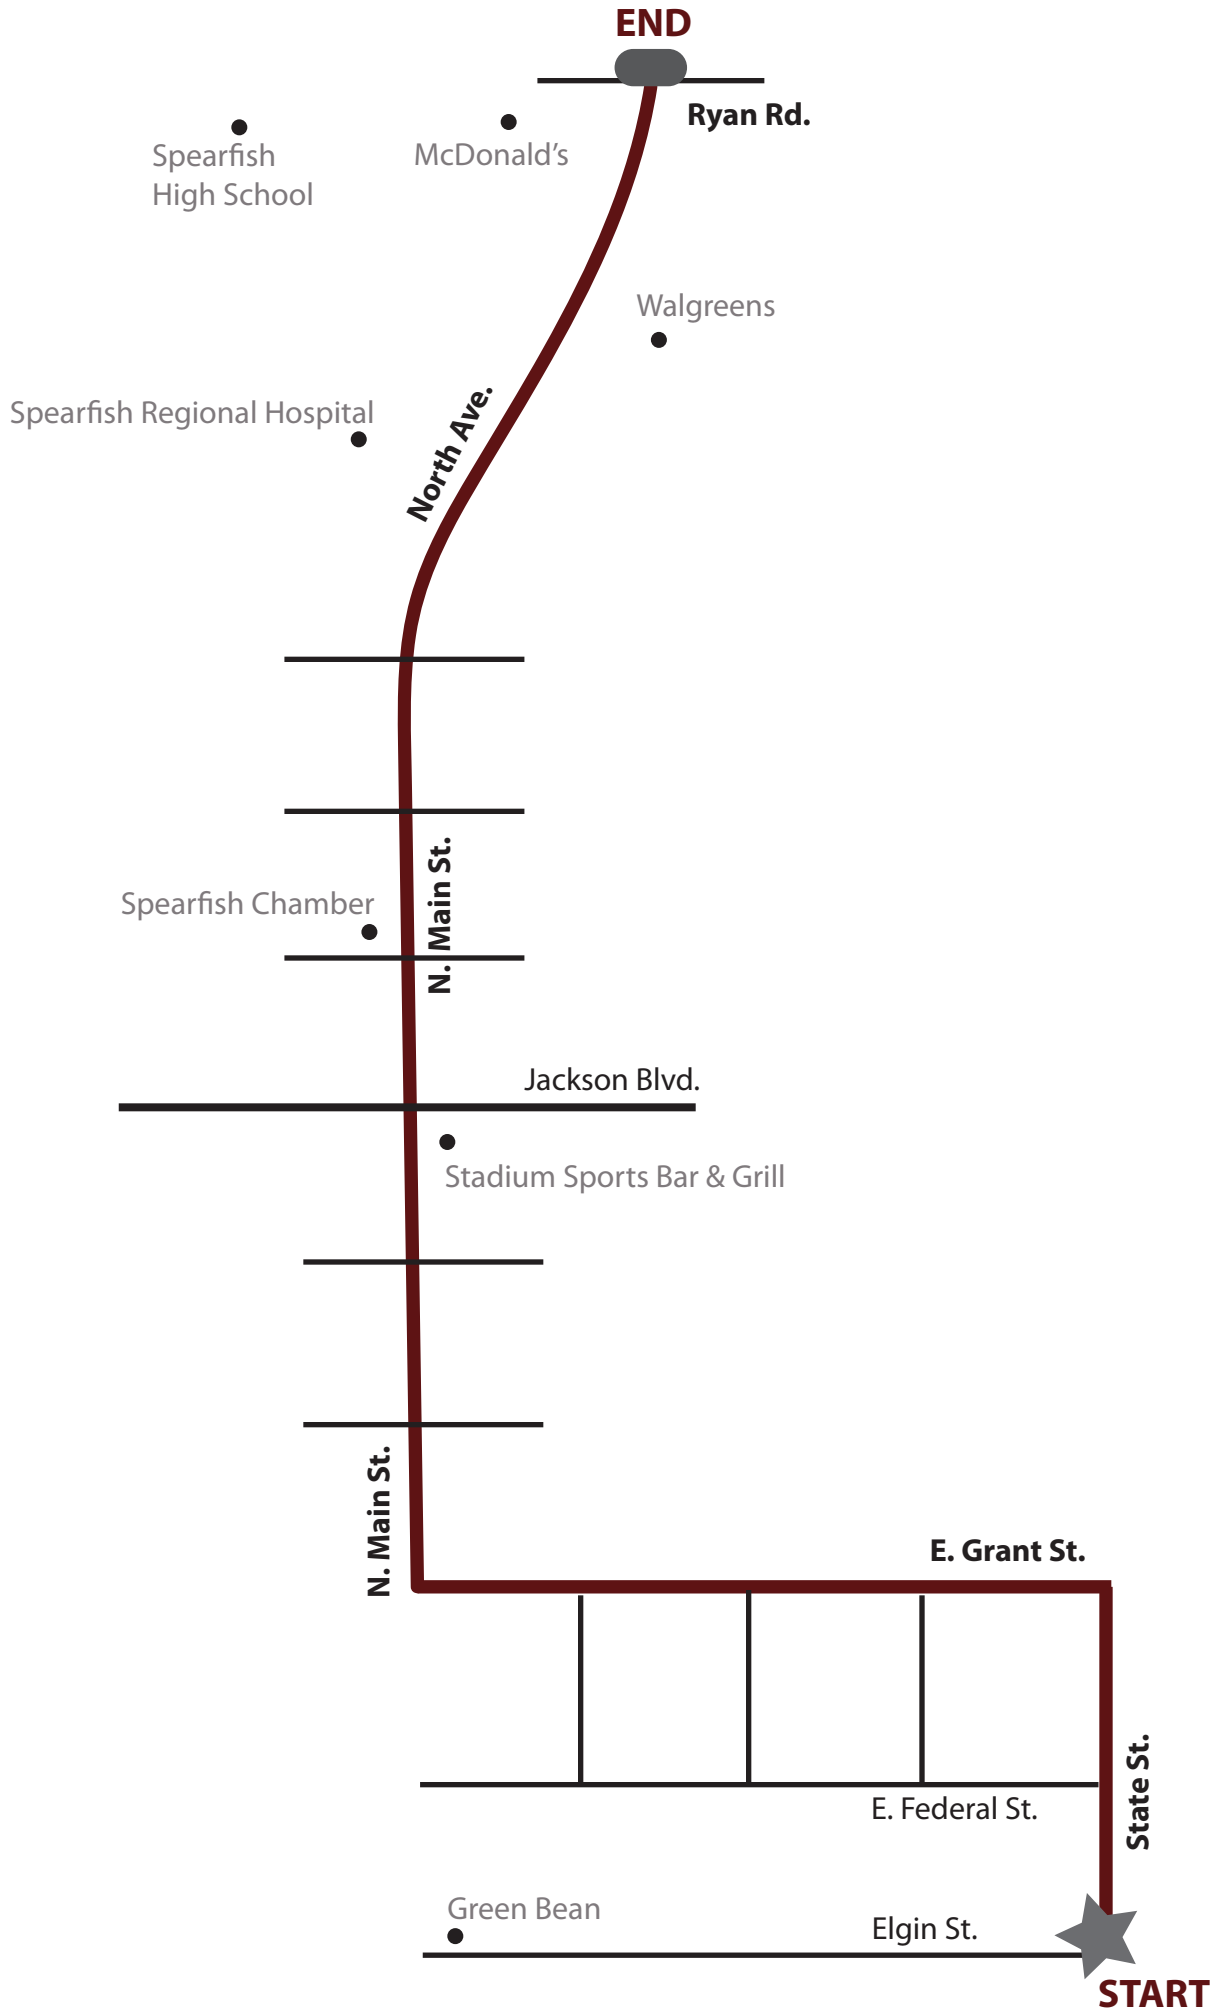 END
Ryan Rd.
Spearfish
High School
McDonald’s
Walgreens
Spearfish Regional Hospital
North Ave.
N. Main St.
Spearfish Chamber
Jackson Blvd.
Stadium Sports Bar & Grill
N. Main St.
E. Grant St.
State St.
E. Federal St.
Green Bean
Elgin St.
START